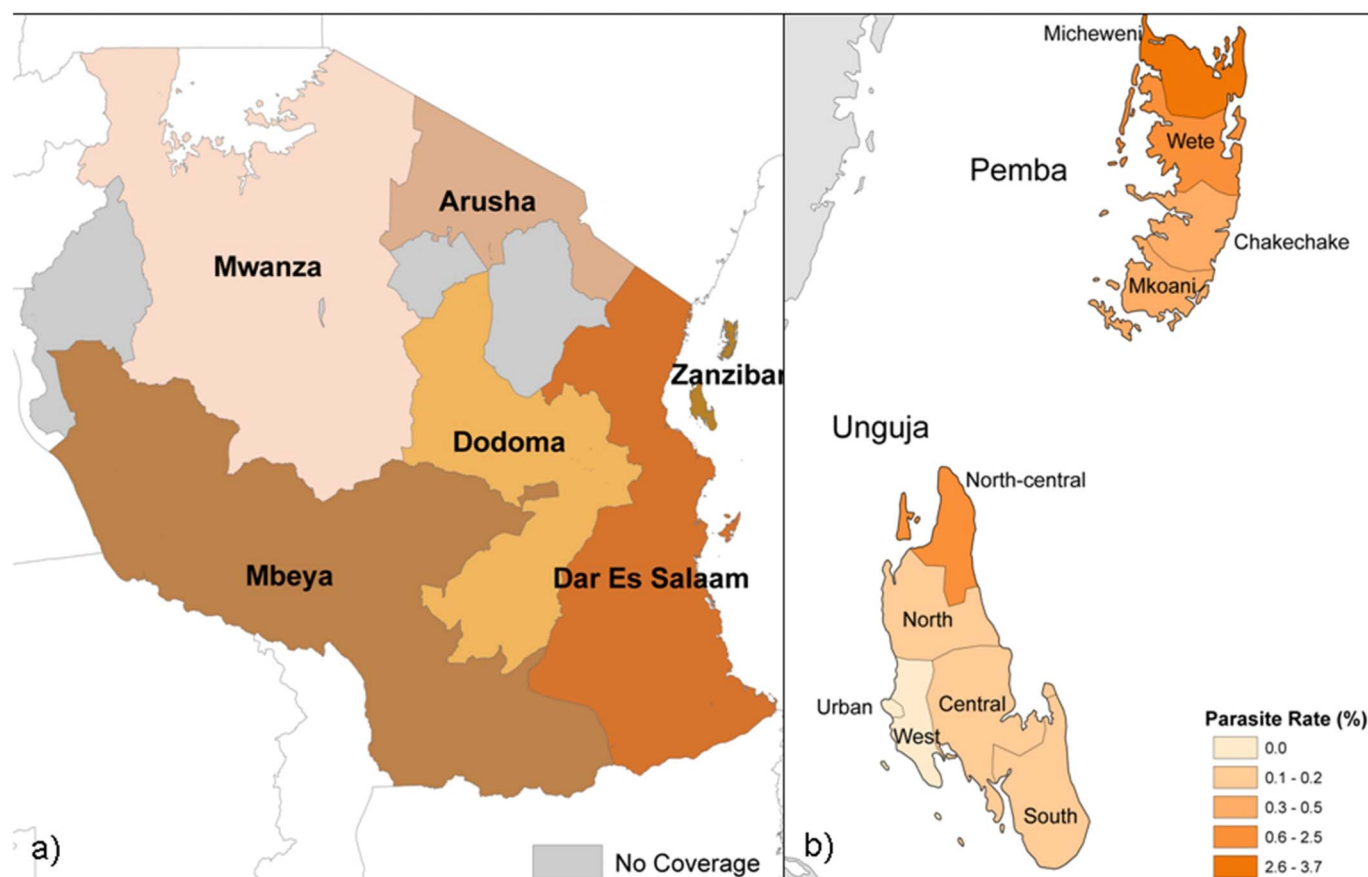 Arusha
Mwanza
Zanzibar
Dodoma
Mbeya
Dar Es Salaam
a)
No Coverage
Micheweni
Wete
Pemba
Chakechake
Mkoani
Unguja
North-central
North
Urban
Central
West
South
b)
Parasite Rate (%)
0.0
0.1 - 0.2
0.3 - 0.5
0.6 - 2.5
2.6 - 3.7